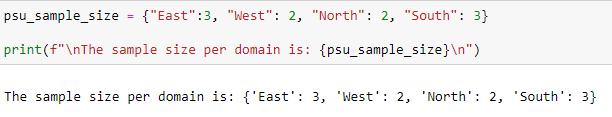 psu_sample_size = {"East":3, "West": 2, "North": 2, "South": 3}
print(f"\nThe sample size per domain is: {psu_sample_size}\n")
The sample size per domain is: {'East': 3, 'West': 2, 'North': 2, 'South': 3}